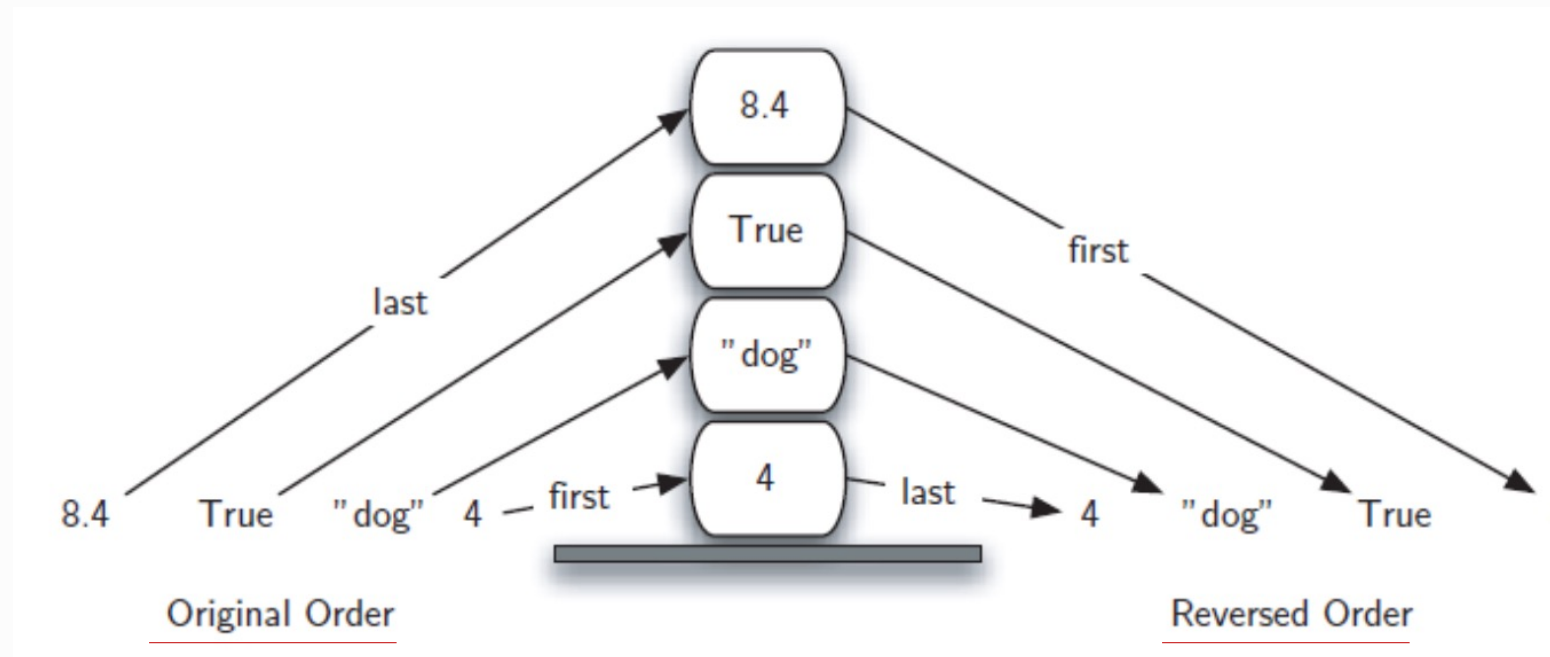 8.4
True
first
last
"dog"
8.4 True "dog" 4 first 4 last 4 "dog" True
Original Order Reversed Order